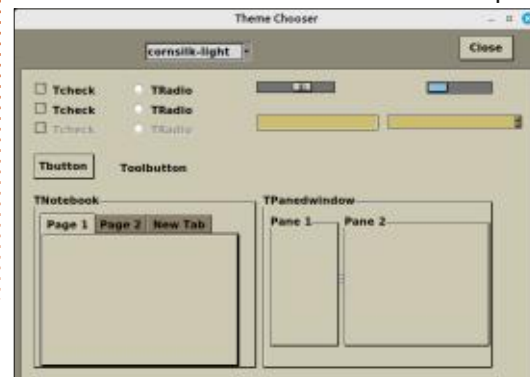 Theme Chooser
cornsilk-light
Close
Tcheck TRadio
Tcheck TRadio
Tcheck TRadio
Tbutton Toolbutton
TNotebook TPanedwindow
Page 1 Page 2 New Tab Pane 1 Pane 2